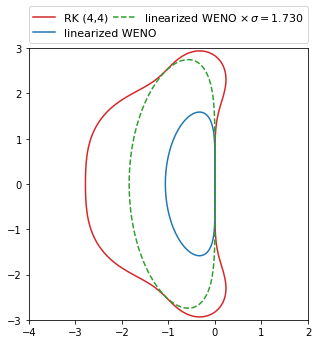 RK (4,4)
linearized WENO × σ = 1.730
linearized WENO
3
2
1
0
−1
−2
−3
−4 −3 −2 −1 0 1 2